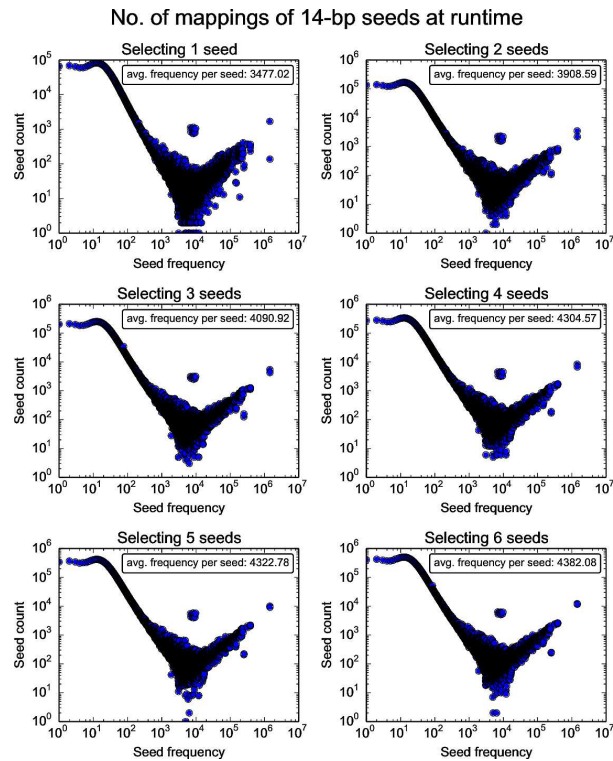 No. of mappings of 14-bp seeds at runtime
Selecting 1 seed
avg. frequency per seed: 3477.02
Seed count
10^5
10^4
10^3
10^2
10^1
10^0
10^0 10^1 10^2 10^3 10^4 10^5 10^6 10^7
Seed frequency
Selecting 2 seeds
avg. frequency per seed: 3908.59
Seed count
10^6
10^5
10^4
10^3
10^2
10^1
10^0
10^0 10^1 10^2 10^3 10^4 10^5 10^6 10^7
Seed frequency
Selecting 3 seeds
avg. frequency per seed: 4090.92
Seed count
10^6
10^5
10^4
10^3
10^2
10^1
10^0
10^0 10^1 10^2 10^3 10^4 10^5 10^6 10^7
Seed frequency
Selecting 4 seeds
avg. frequency per seed: 4304.57
Seed count
10^6
10^5
10^4
10^3
10^2
10^1
10^0
10^0 10^1 10^2 10^3 10^4 10^5 10^6 10^7
Seed frequency
Selecting 5 seeds
avg. frequency per seed: 4322.78
Seed count
10^6
10^5
10^4
10^3
10^2
10^1
10^0
10^0 10^1 10^2 10^3 10^4 10^5 10^6 10^7
Seed frequency
Selecting 6 seeds
avg. frequency per seed: 4382.08
Seed count
10^6
10^5
10^4
10^3
10^2
10^1
10^0
10^0 10^1 10^2 10^3 10^4 10^5 10^6 10^7
Seed frequency